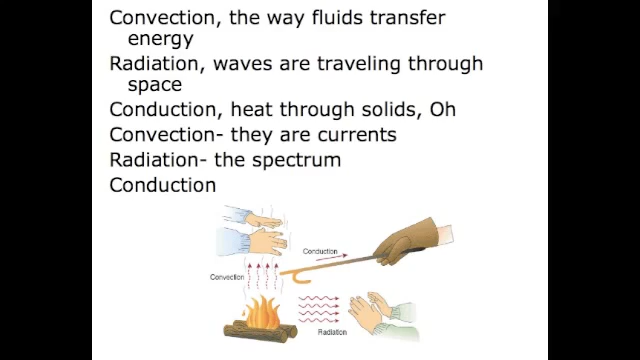 Convection, the way fluids transfer
energy
Radiation, waves are traveling through
space
Conduction, heat through solids, Oh
Convection- they are currents
Radiation- the spectrum
Conduction
Conduction
Convection
Radiation